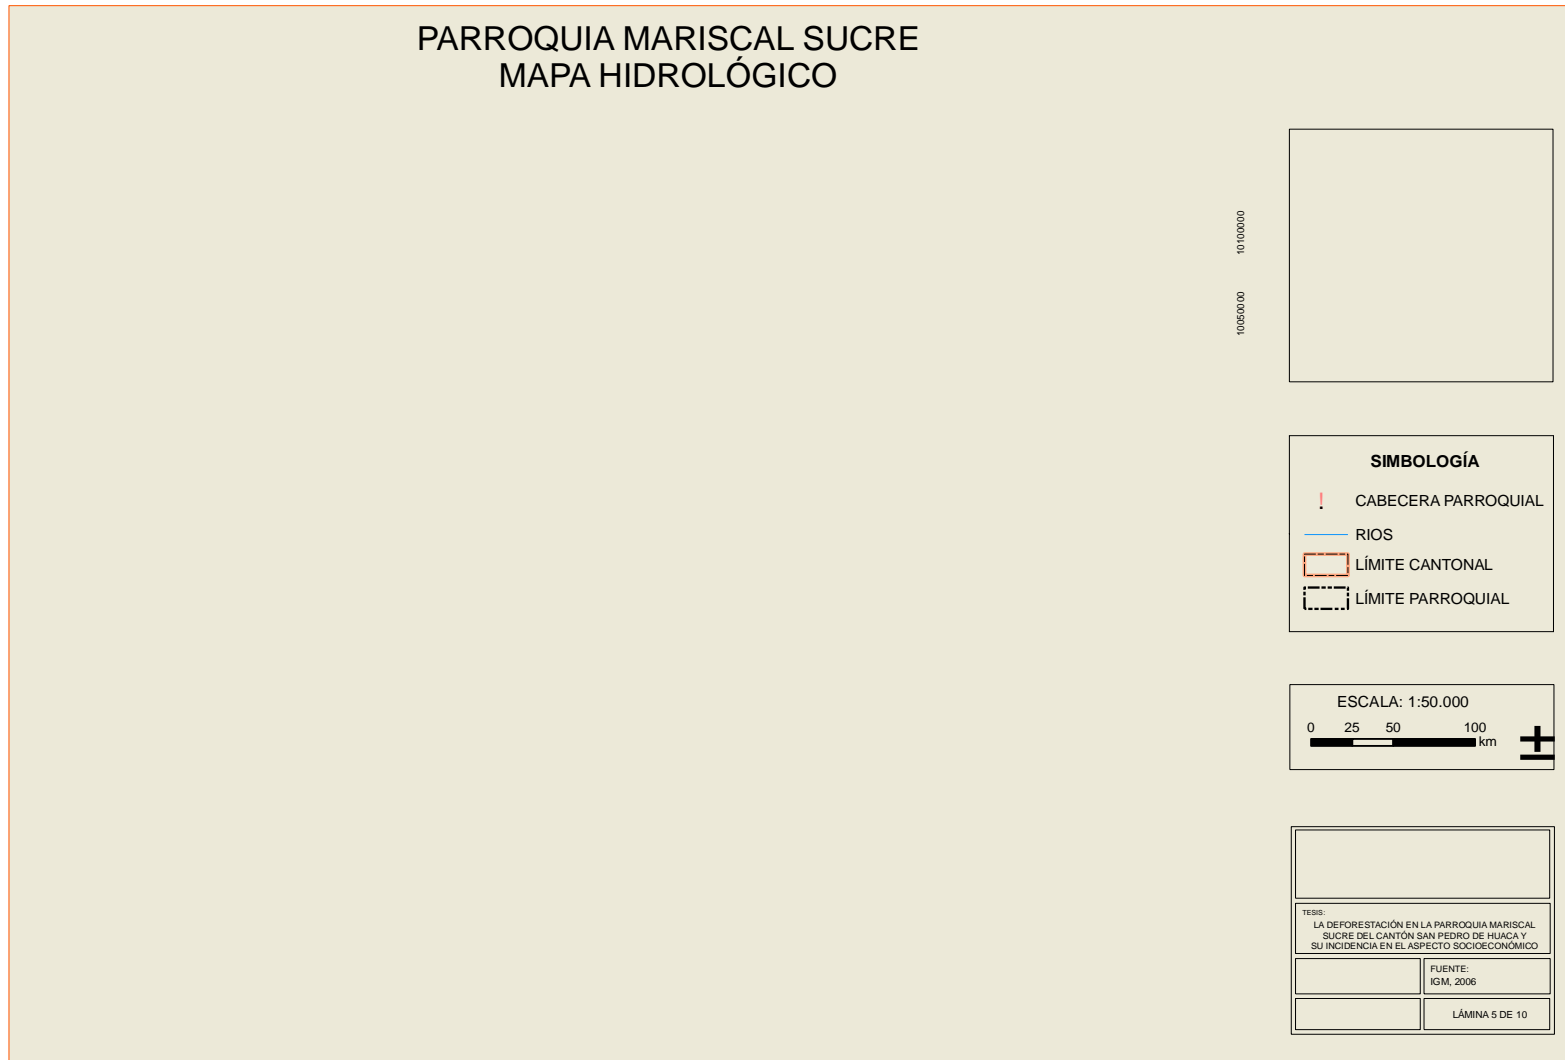 PARROQUIA MARISCAL SUCRE
MAPA HIDROLÓGICO
10100000
10050000
SIMBOLOGÍA
CABECERA PARROQUIAL
RIOS
LÍMITE CANTONAL
LÍMITE PARROQUIAL
ESCALA: 1:50.000
0 25 50 100
km
TESIS:
LA DEFORESTACIÓN EN LA PARROQUIA MARISCAL
SUCRE DEL CANTÓN SAN PEDRO DE HUACA Y
SU INCIDENCIA EN EL ASPECTO SOCIOECONÓMICO
FUENTE:
IGM, 2006
LÁMINA 5 DE 10